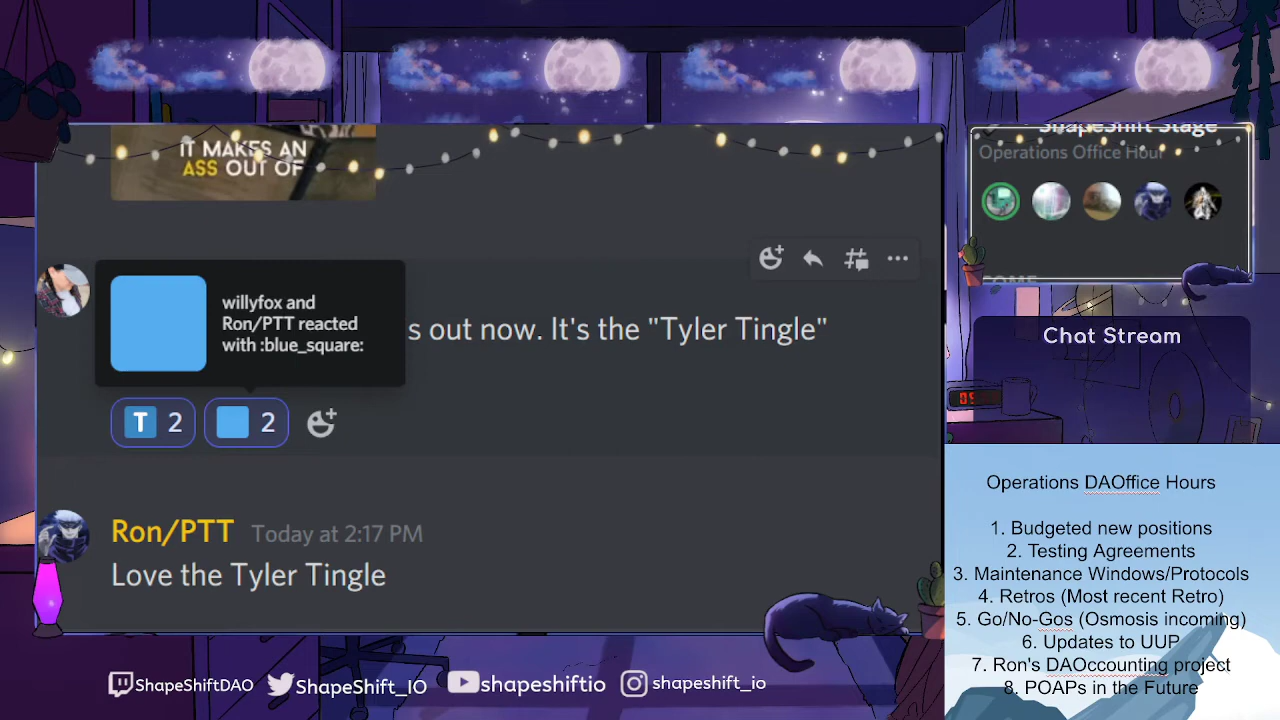 IT MAKES AN
ASS OUT OF
willyfox and
Ron/PTT reacted
with :blue_square:
s out now. It's the "Tyler Tingle"
T 2
2
Ron/PTT Today at 2:17 PM
Love the Tyler Tingle
ShapeShift Stage
Operations Office Hour
Chat Stream
Operations DAOffice Hours
1. Budgeted new positions
2. Testing Agreements
3. Maintenance Windows/Protocols
4. Retros (Most recent Retro)
5. Go/No-Gos (Osmosis incoming)
6. Updates to UUP
7. Ron's DAOccounting project
8. POAPs in the Future
ShapeShiftDAO
ShapeShift_IO
shapeshiftio
shapeshift_io